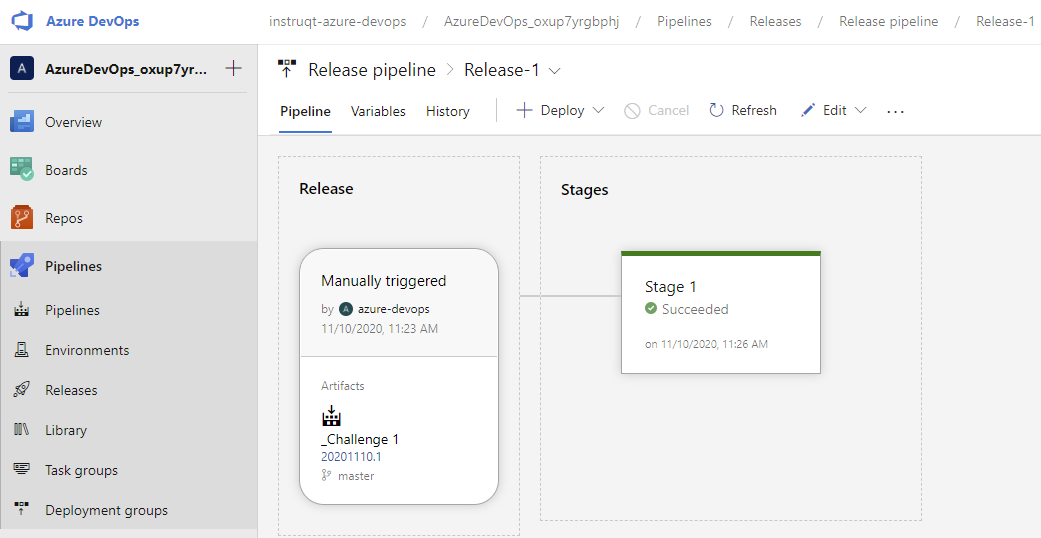 Azure DevOps
instruqt-azure-devops / AzureDevOps_oxup7yrgbphj / Pipelines / Releases / Release pipeline / Release-1
A AzureDevOps_oxup7yr...
Release pipeline > Release-1
Pipeline Variables History Deploy Cancel Refresh Edit ...
Overview
Boards
Repos
Pipelines
Pipelines
Environments
Releases
Library
Task groups
Deployment groups
Release
Manually triggered
by A azure-devops
11/10/2020, 11:23 AM
Artifacts
_Challenge 1
20201110.1
master
Stages
Stage 1
Succeeded
on 11/10/2020, 11:26 AM